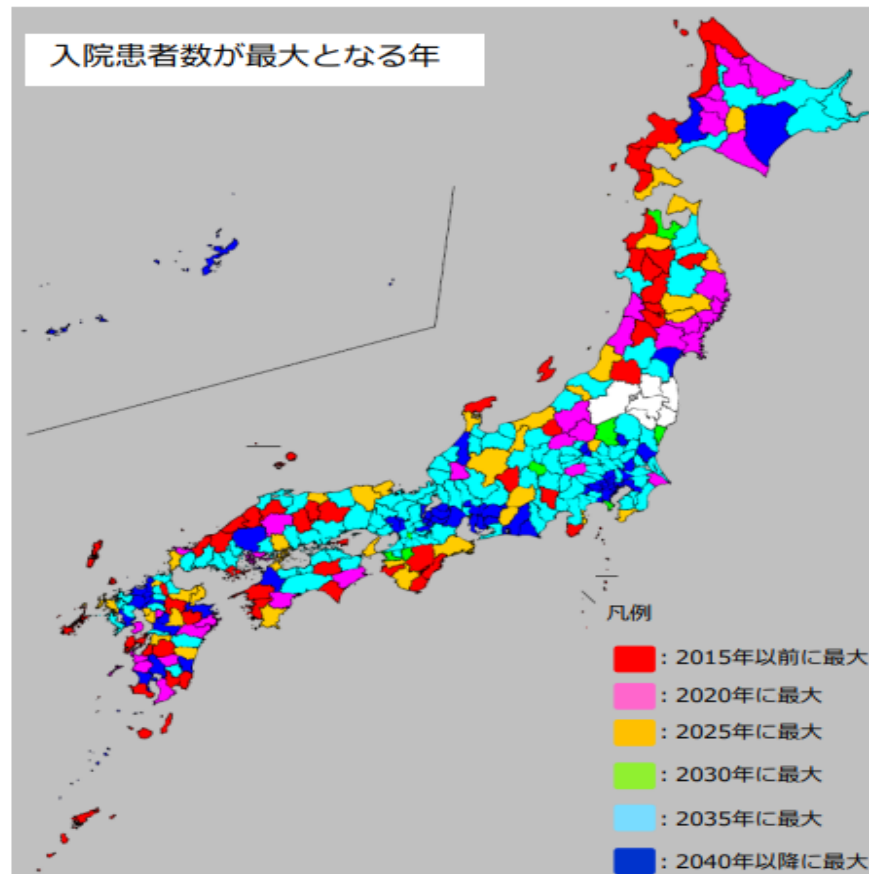 入院患者数が最大となる年
凡例
：2015年以前に最大
：2020年に最大
：2025年に最大
：2030年に最大
：2035年に最大
：2040年以降に最大